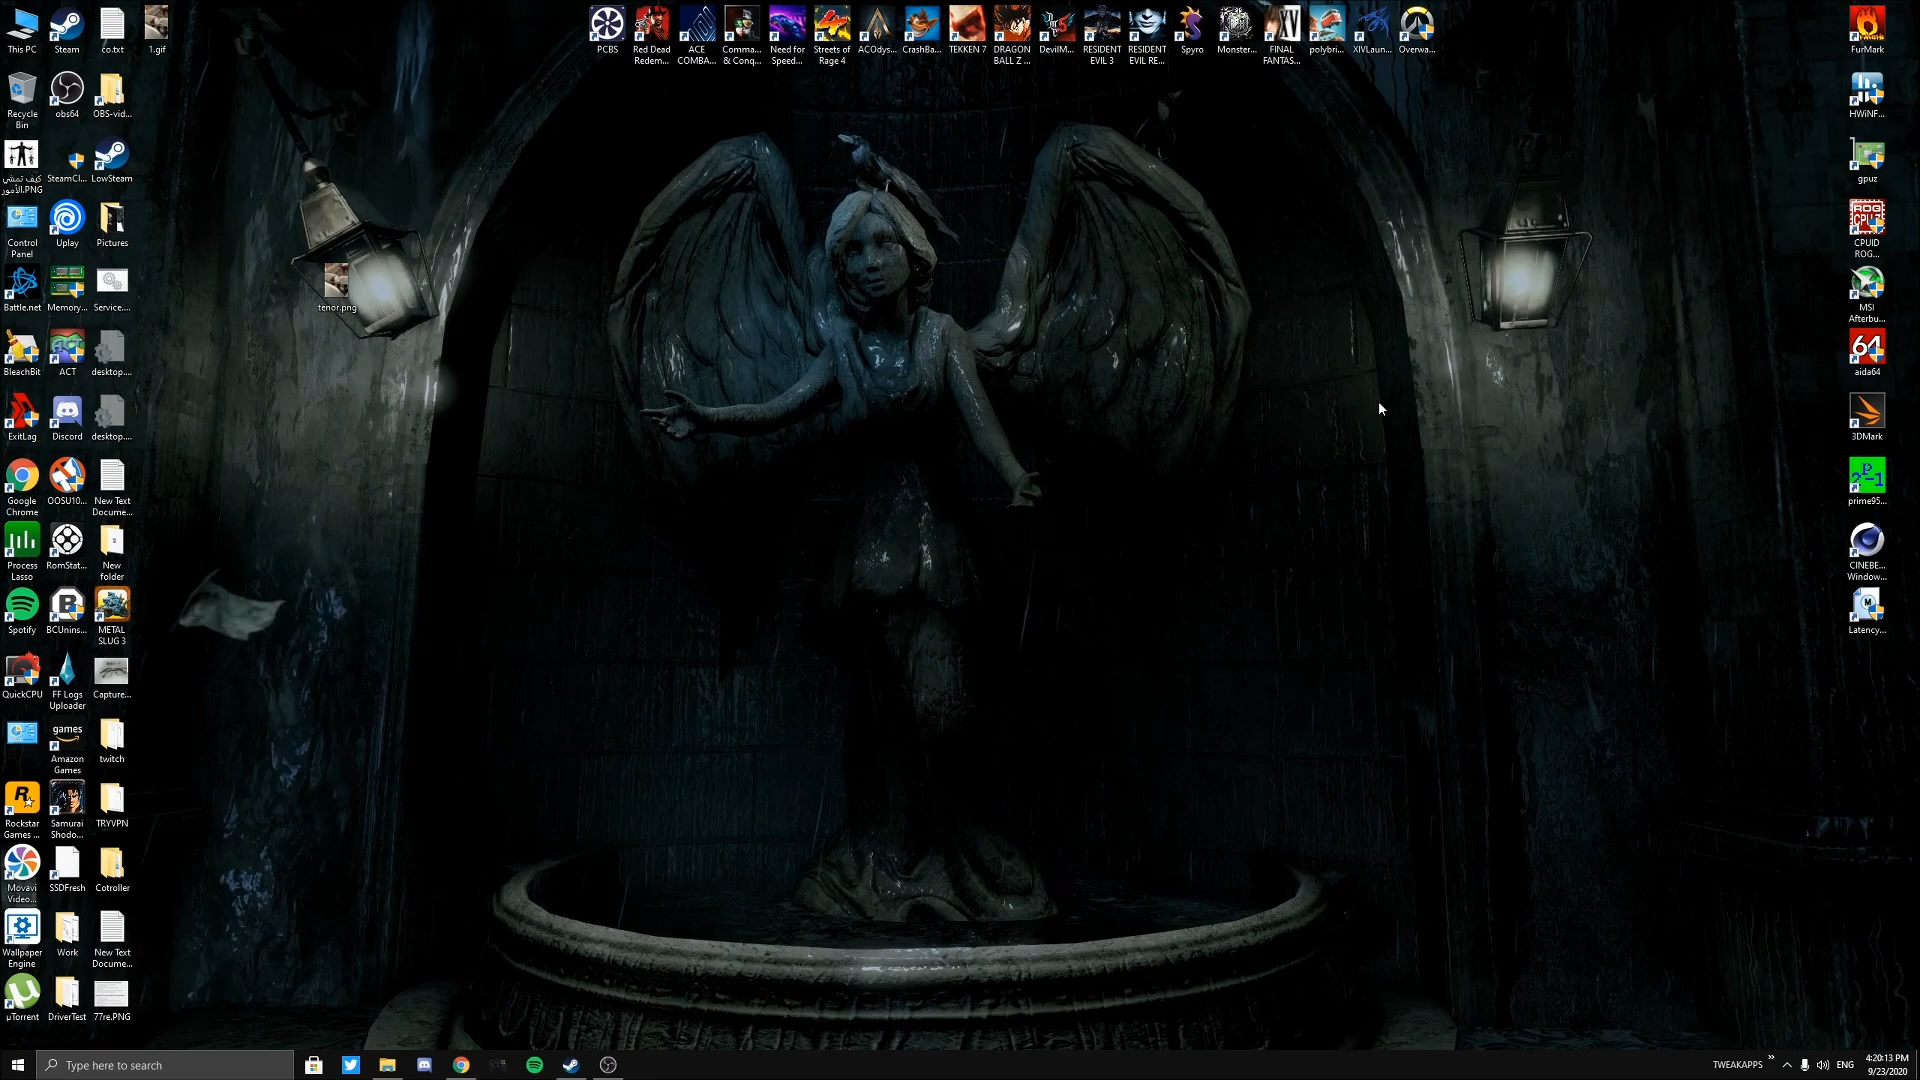 This PC
Steam
co.txt
1.gif
Recycle
Bin
obs64
OBS-vid...
كيف تمشي
الأمور.PNG
SteamCl...
LowSteam
Control
Panel
Uplay
Pictures
Battle.net
Memory...
Service....
BleachBit
ACT
desktop....
ExitLag
Discord
desktop....
Google
Chrome
OOSU10...
New Text
Docume...
Process
Lasso
RomStat...
New
folder
Spotify
BCUnins...
METAL
SLUG 3
QuickCPU
FF Logs
Uploader
Capture...
games
Amazon
Games
twitch
Rockstar
Games ...
Samurai
Shodo...
TRYVPN
Movavi
Video...
SSDFresh
Cotroller
Wallpaper
Engine
Work
New Text
Docume...
µTorrent
DriverTest
77re.PNG
tenor.png
PCBS
Red Dead
Redem...
ACE
COMBA...
Comma...
& Conq...
Need for
Speed...
Streets of
Rage 4
ACOdys...
CrashBa...
TEKKEN 7
DRAGON
BALL Z ...
DevilM...
RESIDENT
EVIL 3
RESIDENT
EVIL RE...
Spyro
Monster...
FINAL
FANTAS...
polybri...
XIVLaun...
Overwa...
FurMark
HWiNF...
gpuz
CPUID
ROG...
MSI
Afterbu...
64
aida64
3DMark
prime95...
CINEBE...
Window...
Latency...
Type here to search
TWEAKAPPS
ENG
4:20:13 PM
9/23/2020